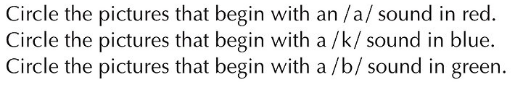 Circle the pictures that begin with an /a/ sound in red.
Circle the pictures that begin with a /k/ sound in blue.
Circle the pictures that begin with a /b/ sound in green.